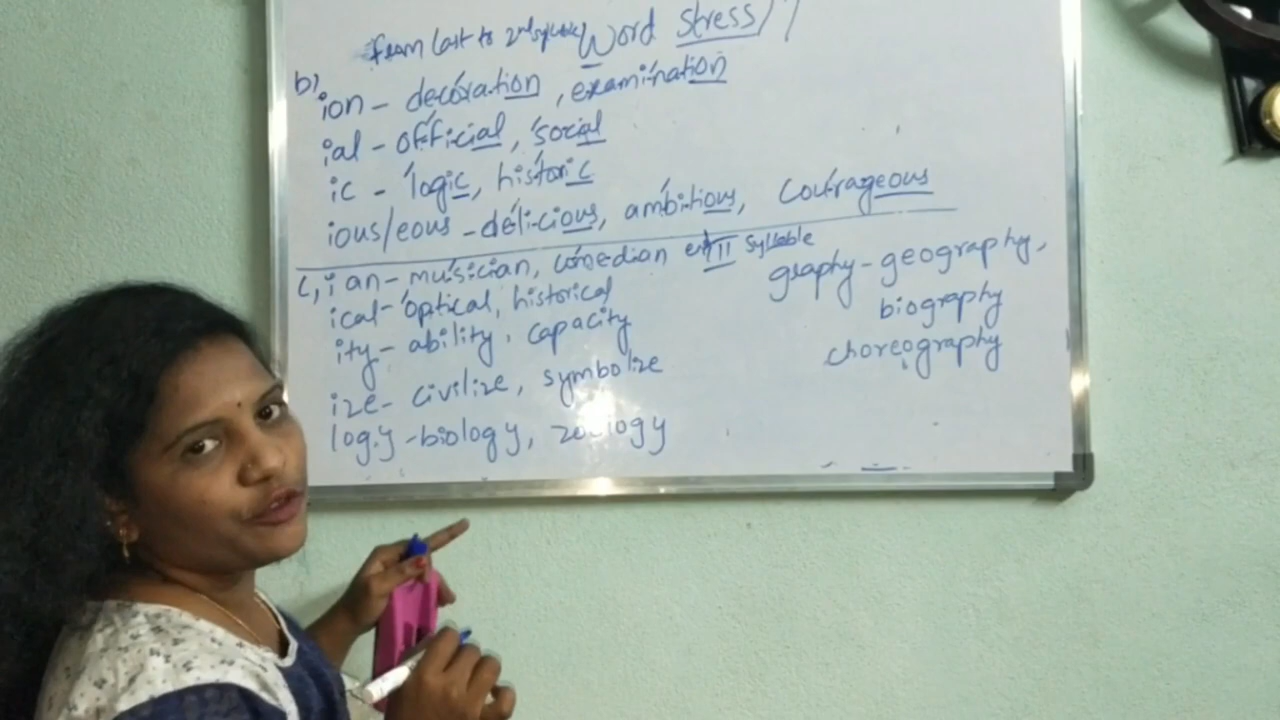 from last to 2nd syllable Word Stress
b) ion - decoration, examination
ial - official, social
ic - logic, historic
ious/eous - delicious, ambitious, courageous
c, ian - musician, comedian III syllable
ical - optical, historical
ity - ability, capacity
ize - civilize, symbolize
logy - biology, zoology
graphy - geography,
biography
choreography